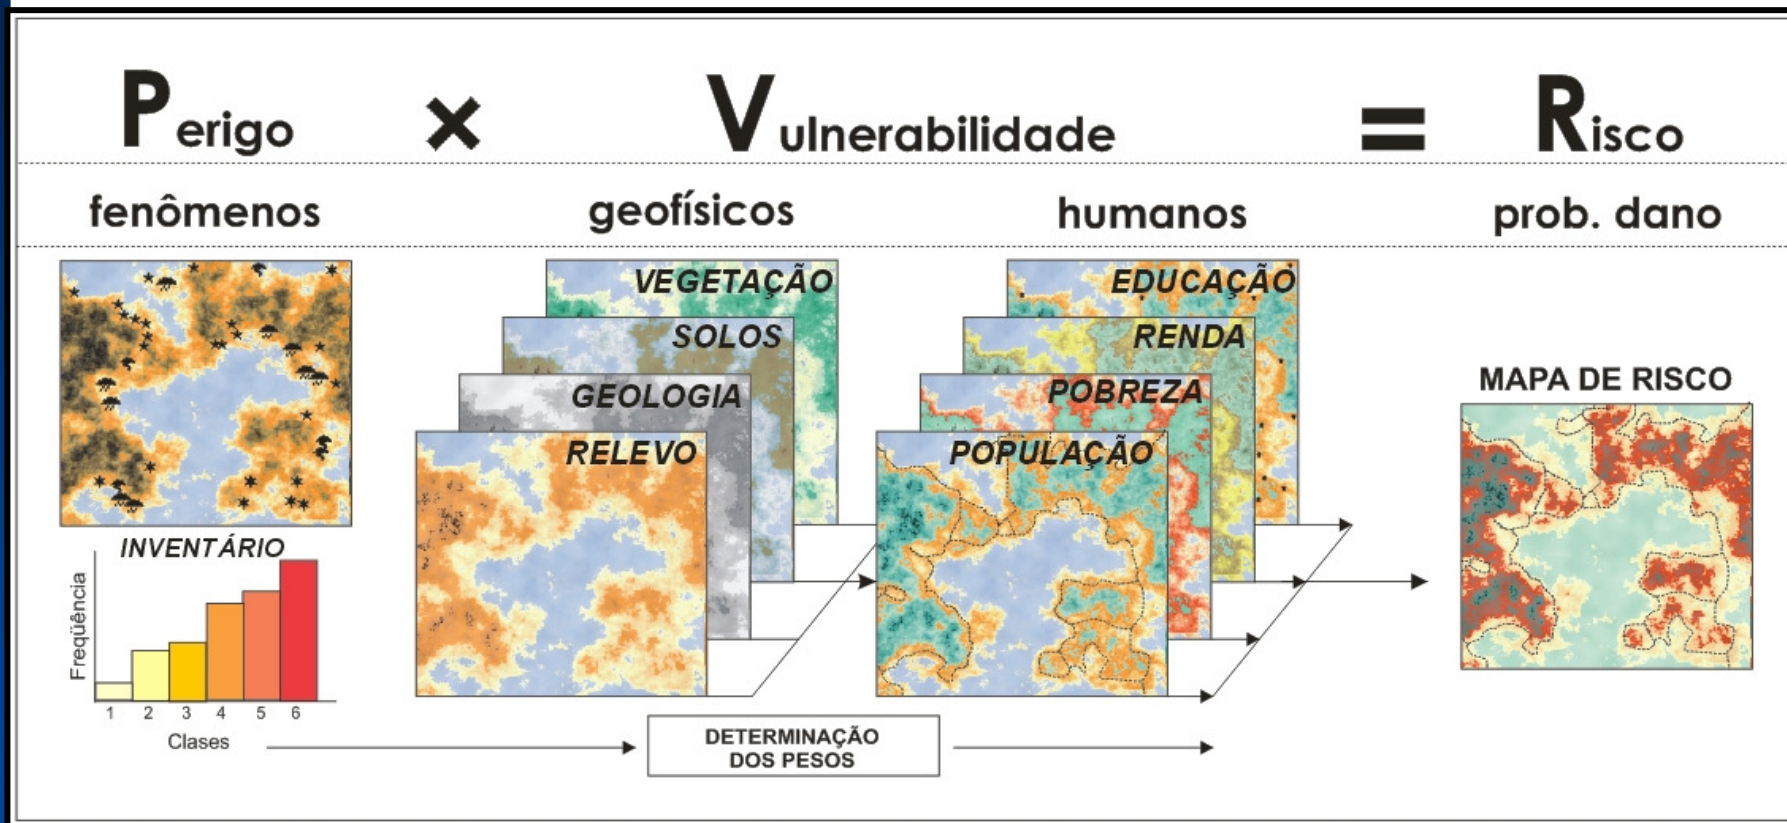 Perigo × Vulnerabilidade = Risco
fenômenos geofísicos humanos prob. dano
VEGETAÇÃO
SOLOS
GEOLOGIA
RELEVO
EDUCAÇÃO
RENDA
POBREZA
POPULAÇÃO
MAPA DE RISCO
INVENTÁRIO
Freqüência
1 2 3 4 5 6
Clases
DETERMINAÇÃO
DOS PESOS